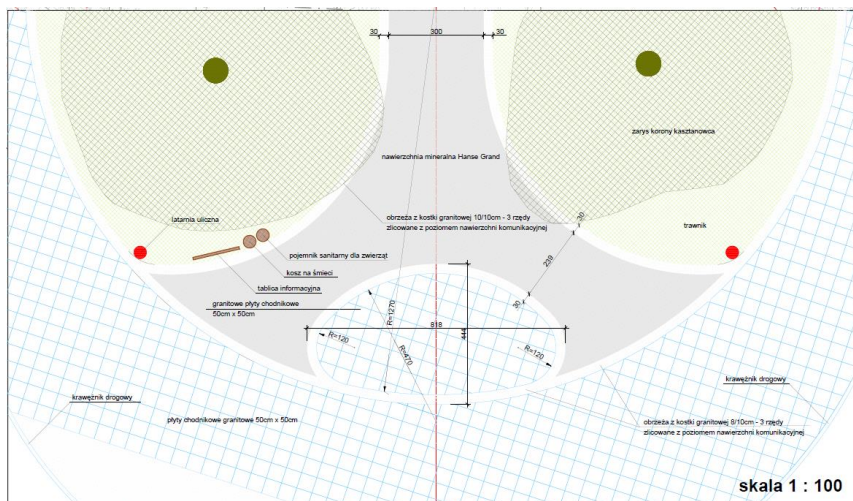 30
300
30
zarys korony kasztanowca
nawierzchnia mineralna Hanse Grand
latarnia uliczna
obrzeża z kostki granitowej 10/10cm - 3 rzędy
zlicowane z poziomem nawierzchni komunikacyjnej
30
trawnik
pojemnik sanitarny dla zwierząt
239
kosz na śmieci
tablica informacyjna
granitowe płyty chodnikowe
50cm x 50cm
30
R=1270
818
444
R=120
R=470
R=120
krawężnik drogowy
krawężnik drogowy
płyty chodnikowe granitowe 50cm x 50cm
obrzeża z kostki granitowej 8/10cm - 3 rzędy
zlicowane z poziomem nawierzchni komunikacyjnej
skala 1 : 100